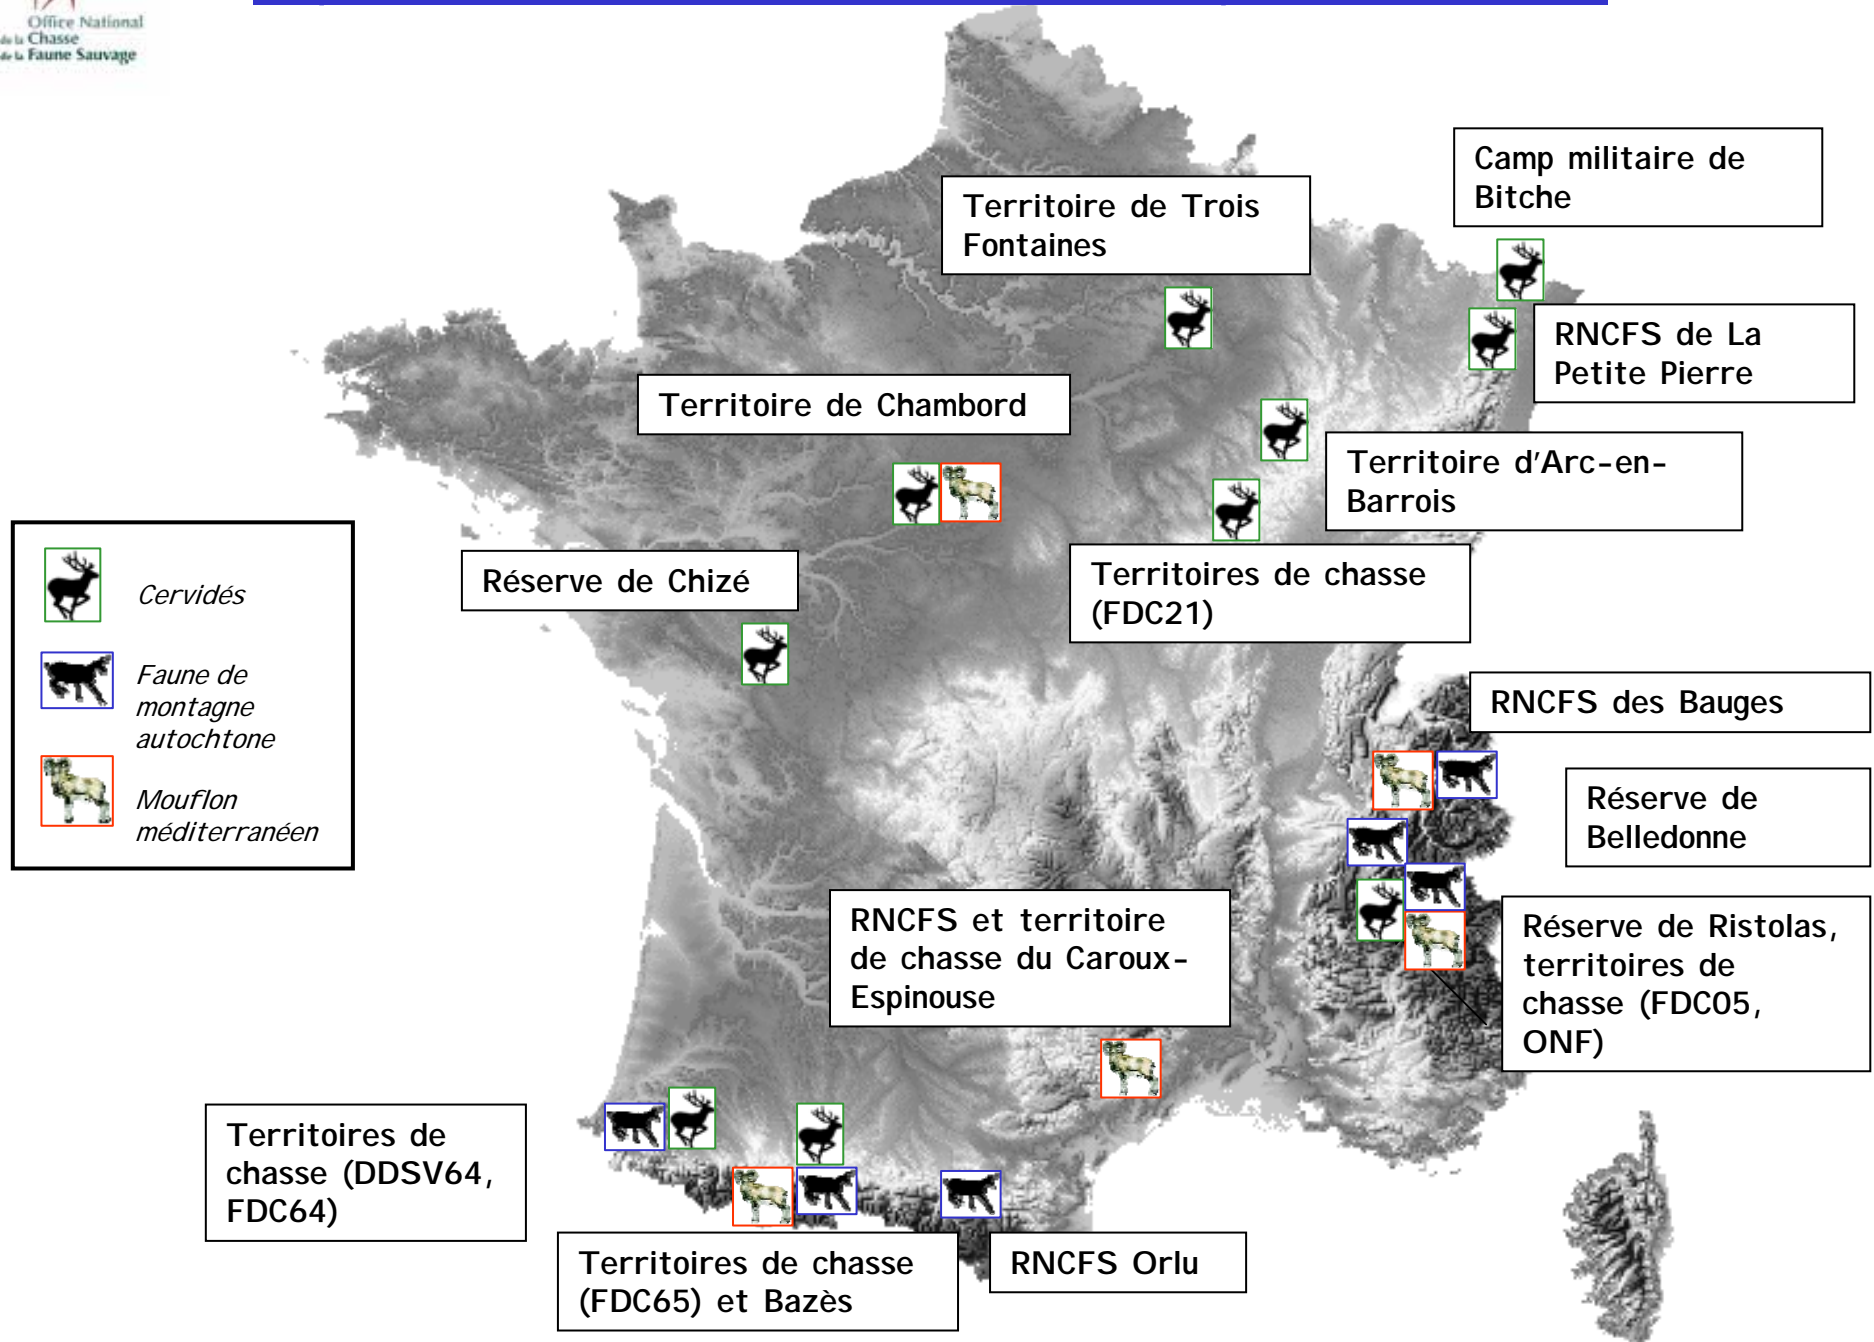 Office National
de la Chasse
de la Faune Sauvage
Camp militaire de
Bitche
Territoire de Trois
Fontaines
RNCFS de La
Petite Pierre
Territoire de Chambord
Territoire d'Arc-en-
Barrois
Réserve de Chizé
Territoires de chasse
(FDC21)
Cervidés
Faune de
montagne
autochtone
Mouflon
méditerranéen
RNCFS des Bauges
Réserve de
Belledonne
RNCFS et territoire
de chasse du Caroux-
Espinouse
Réserve de Ristolas,
territoires de
chasse (FDC05,
ONF)
Territoires de
chasse (DDSV64,
FDC64)
Territoires de chasse
(FDC65) et Bazès
RNCFS Orlu